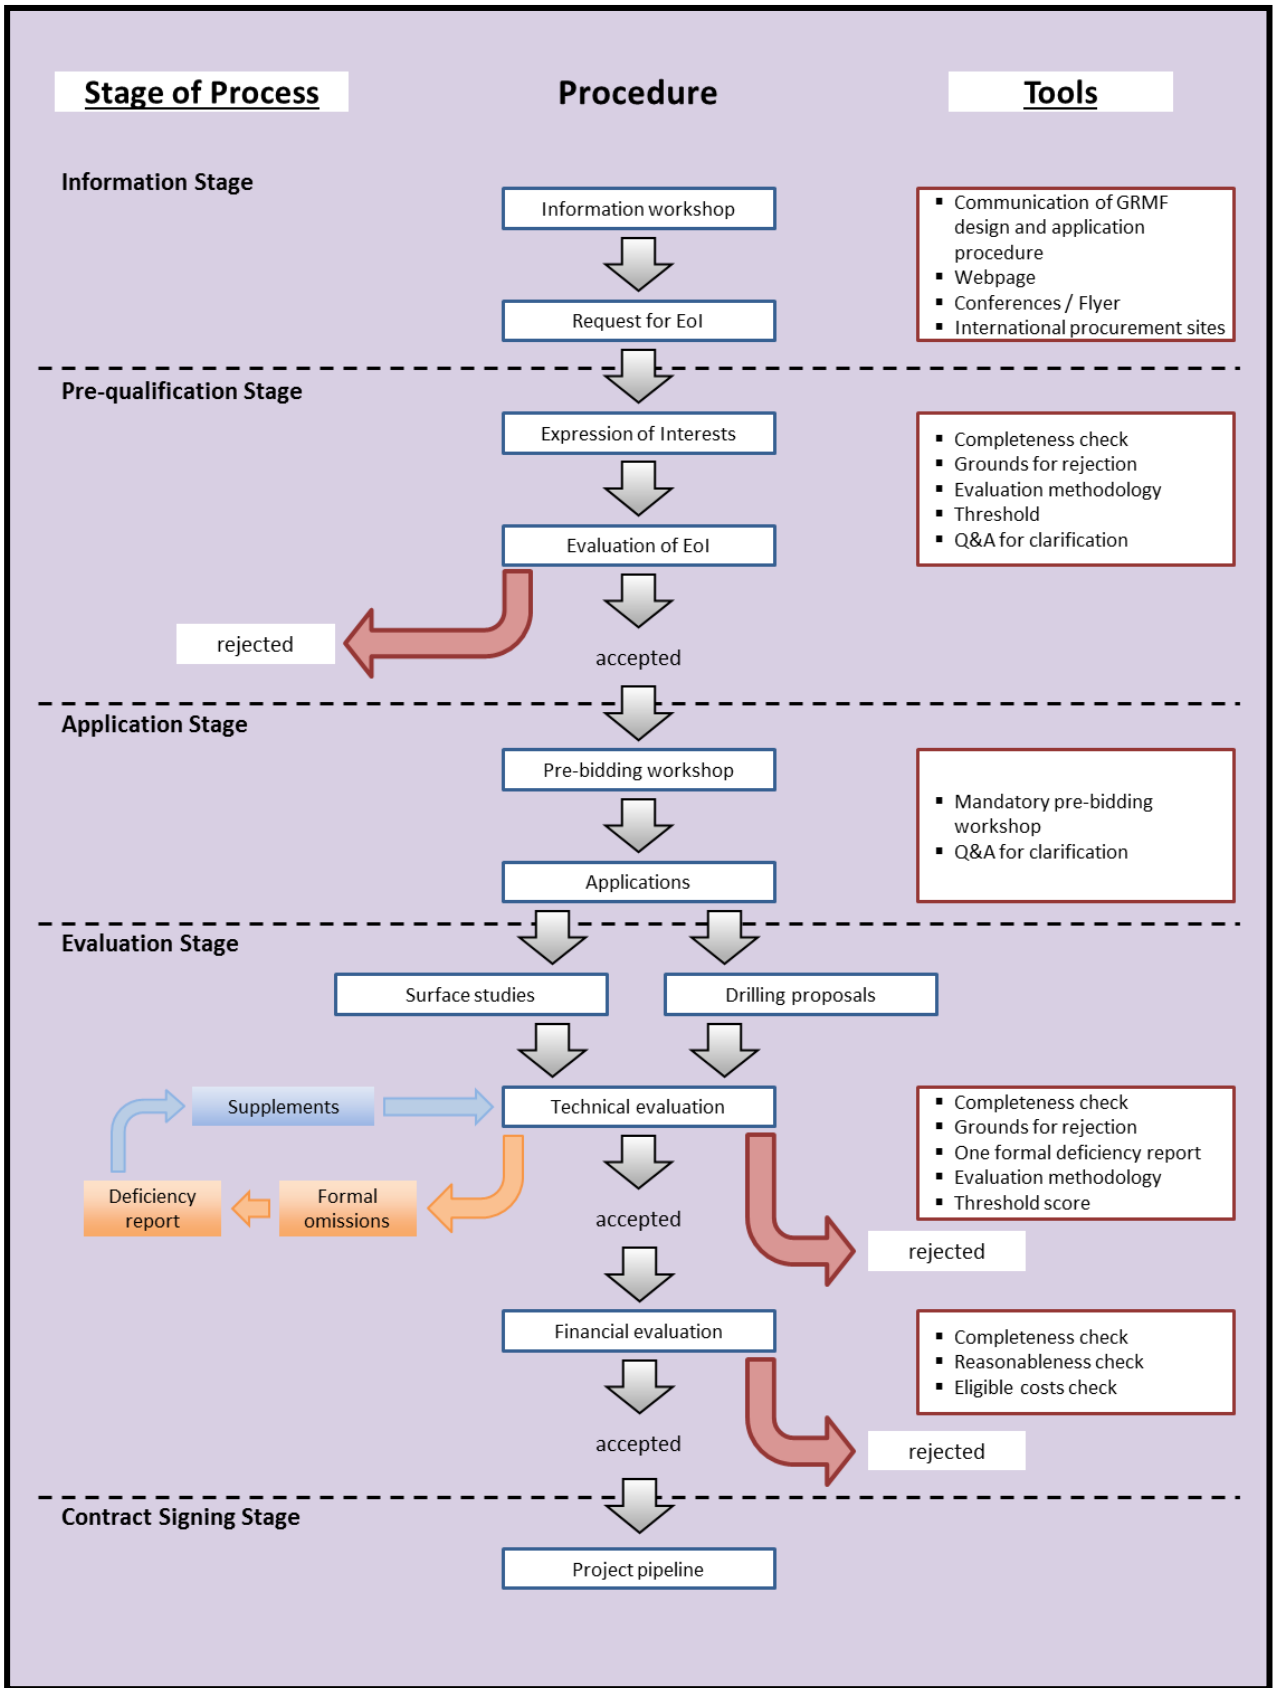 Stage of Process
Procedure
Tools
Information Stage
Information workshop
Request for EoI
▪ Communication of GRMF
design and application
procedure
▪ Webpage
▪ Conferences / Flyer
▪ International procurement sites
Pre-qualification Stage
Expression of Interests
Evaluation of EoI
▪ Completeness check
▪ Grounds for rejection
▪ Evaluation methodology
▪ Threshold
▪ Q&A for clarification
rejected
accepted
Application Stage
Pre-bidding workshop
Applications
▪ Mandatory pre-bidding
workshop
▪ Q&A for clarification
Evaluation Stage
Surface studies
Drilling proposals
Supplements
Technical evaluation
Deficiency
report
Formal
omissions
accepted
▪ Completeness check
▪ Grounds for rejection
▪ One formal deficiency report
▪ Evaluation methodology
▪ Threshold score
rejected
Financial evaluation
▪ Completeness check
▪ Reasonableness check
▪ Eligible costs check
accepted
rejected
Contract Signing Stage
Project pipeline